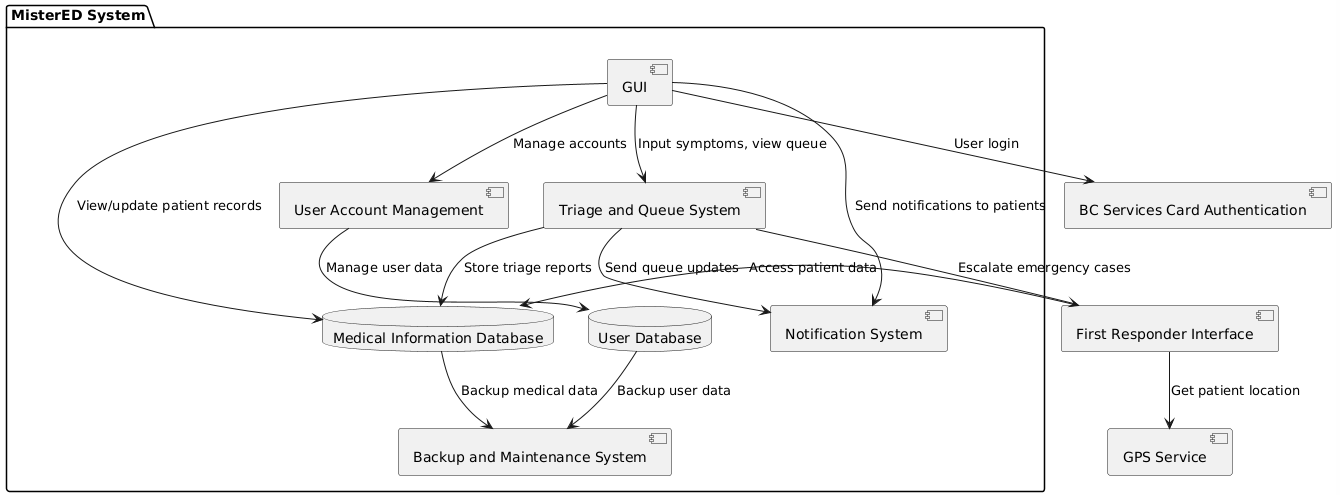 MisterED System
GUI
Manage accounts
Input symptoms, view queue
User login
View/update patient records
User Account Management
Triage and Queue System
Send notifications to patients
BC Services Card Authentication
Manage user data
Store triage reports
Send queue updates
Access patient data
Escalate emergency cases
Medical Information Database
User Database
Notification System
First Responder Interface
Backup medical data
Backup user data
Get patient location
Backup and Maintenance System
GPS Service